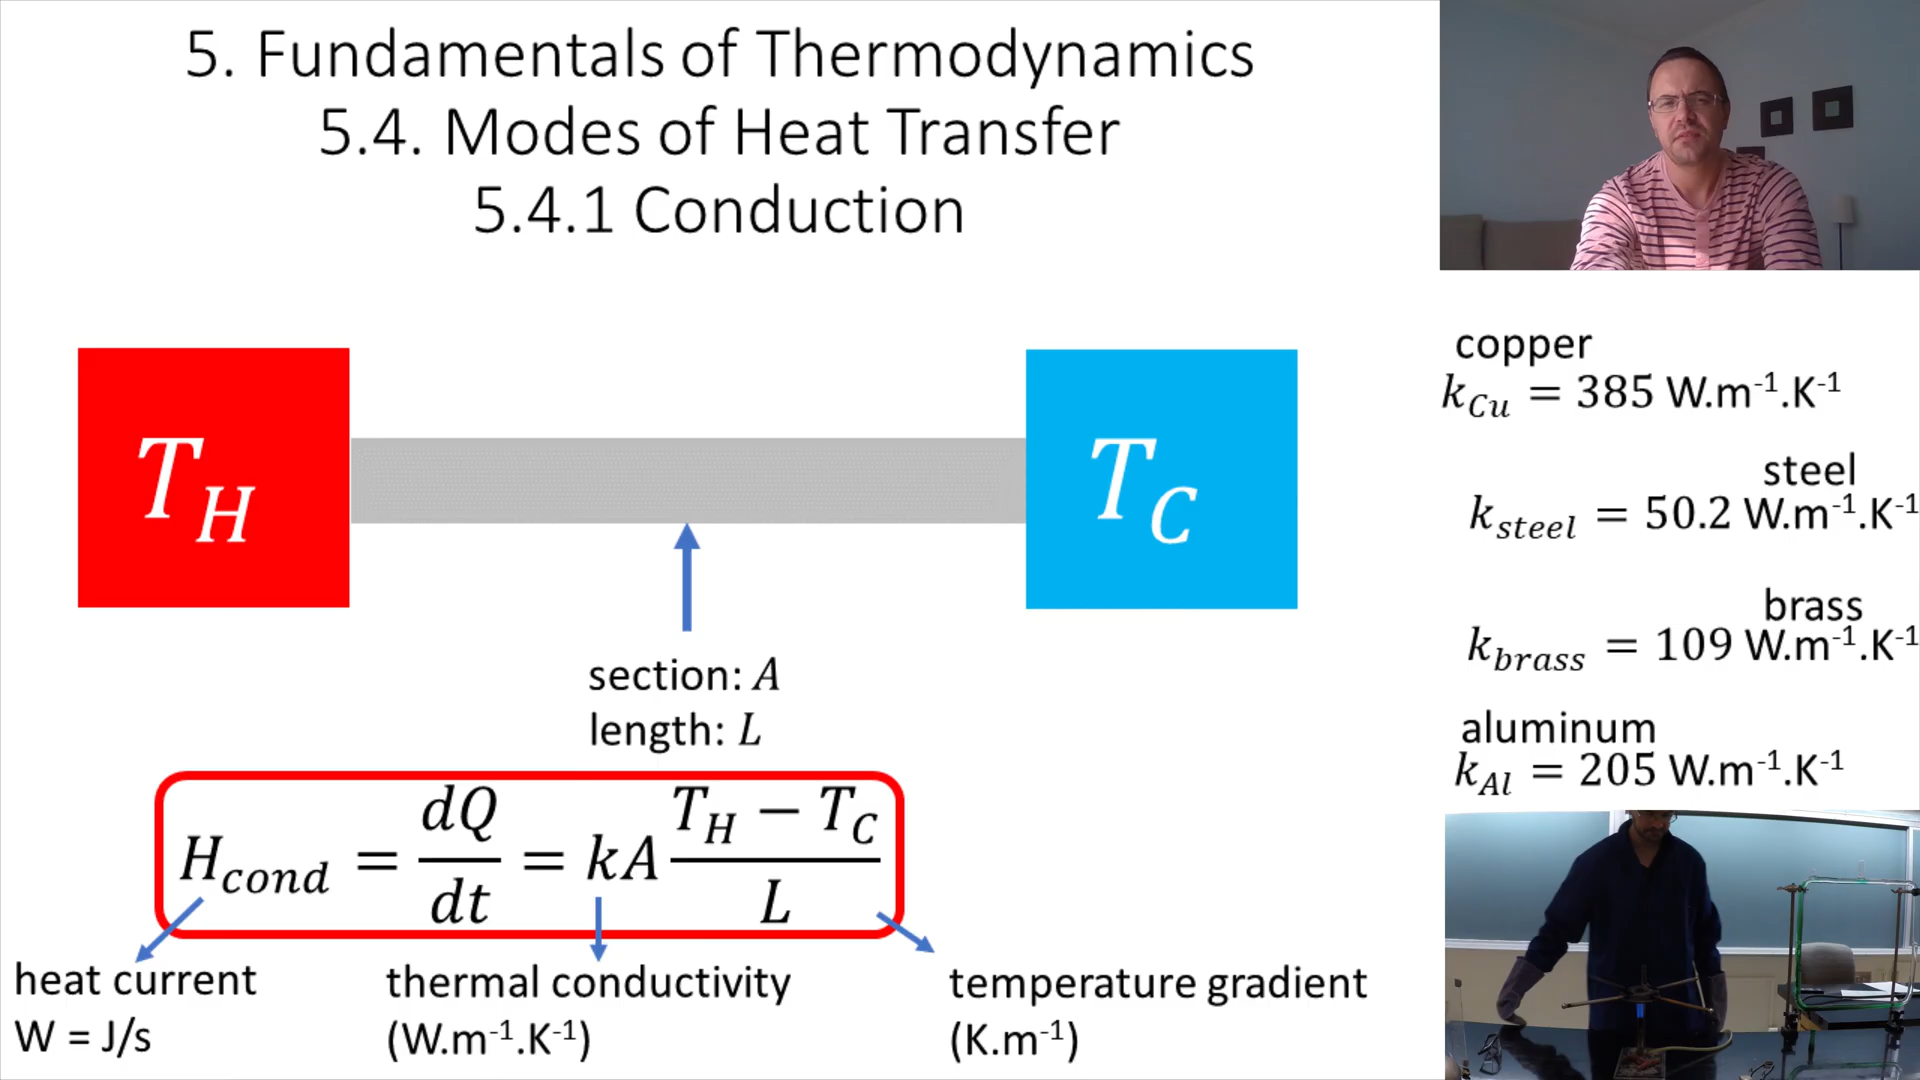 5. Fundamentals of Thermodynamics
5.4. Modes of Heat Transfer
5.4.1 Conduction
T_H
T_C
section: A
length: L
H_cond = dQ/dt = kA (T_H − T_C)/L
heat current
W = J/s
thermal conductivity
(W.m⁻¹.K⁻¹)
temperature gradient
(K.m⁻¹)
copper
k_Cu = 385 W.m⁻¹.K⁻¹
steel
k_steel = 50.2 W.m⁻¹.K⁻¹
brass
k_brass = 109 W.m⁻¹.K⁻¹
aluminum
k_Al = 205 W.m⁻¹.K⁻¹